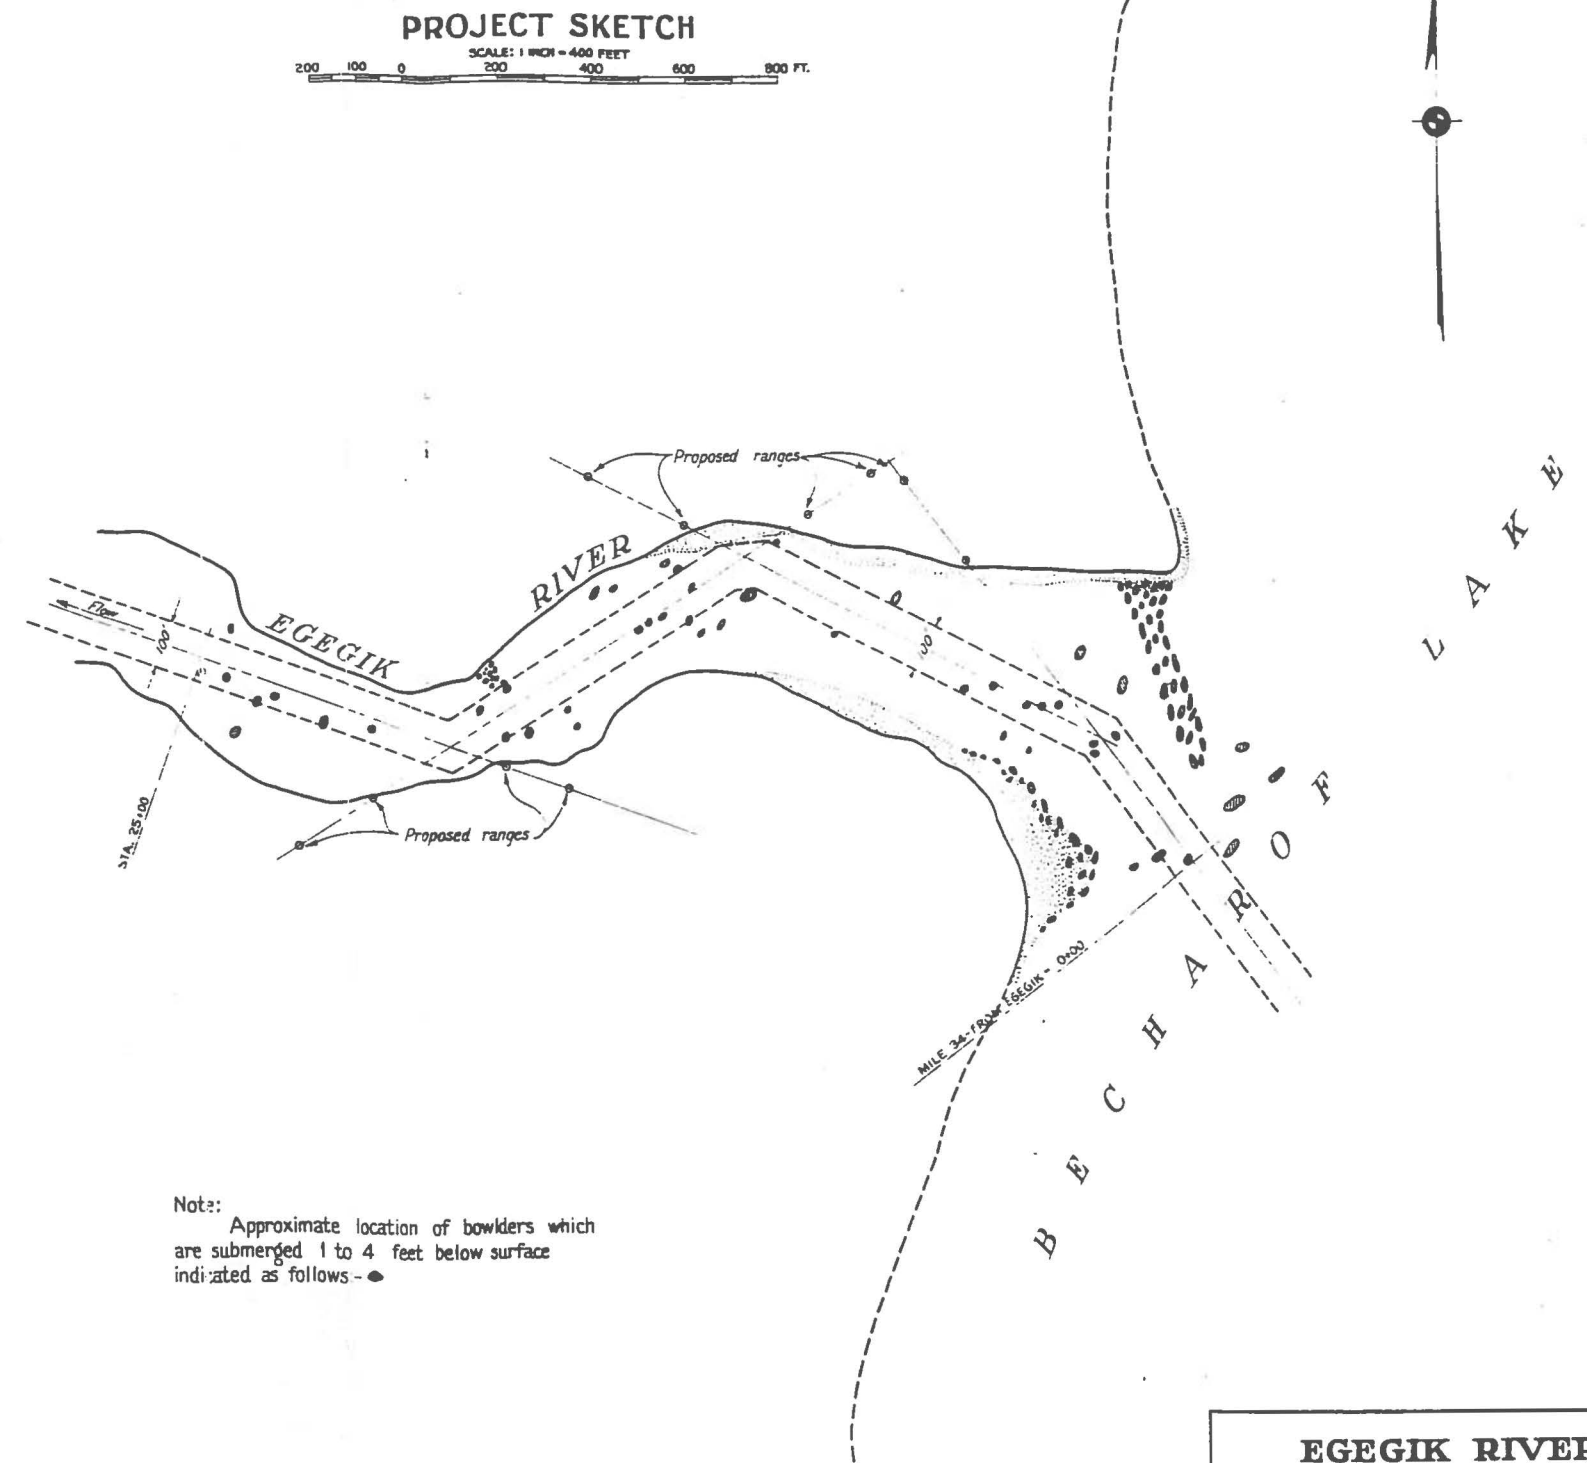 PROJECT SKETCH
SCALE: 1 INCH = 400 FEET
200 100 0 200 400 600 800 FT.
Proposed ranges
EGEGIK RIVER
Flow
100'
100'
STA. 25+00
Proposed ranges
MILE 34-FROM EGEGIK - 0+00
BECHAROF LAKE
Note:
Approximate location of bowlders which
are submerged 1 to 4 feet below surface
indicated as follows -
EGEGIK RIVER